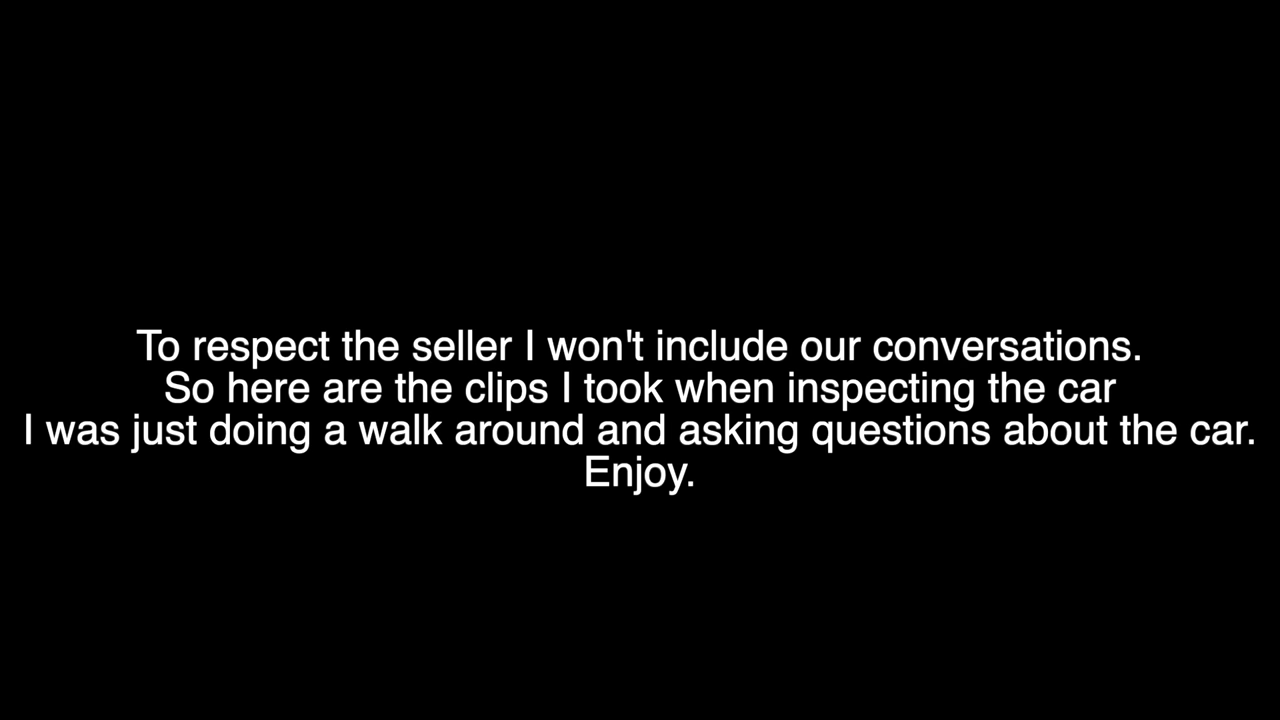 To respect the seller I won't include our conversations.
So here are the clips I took when inspecting the car
I was just doing a walk around and asking questions about the car.
Enjoy.